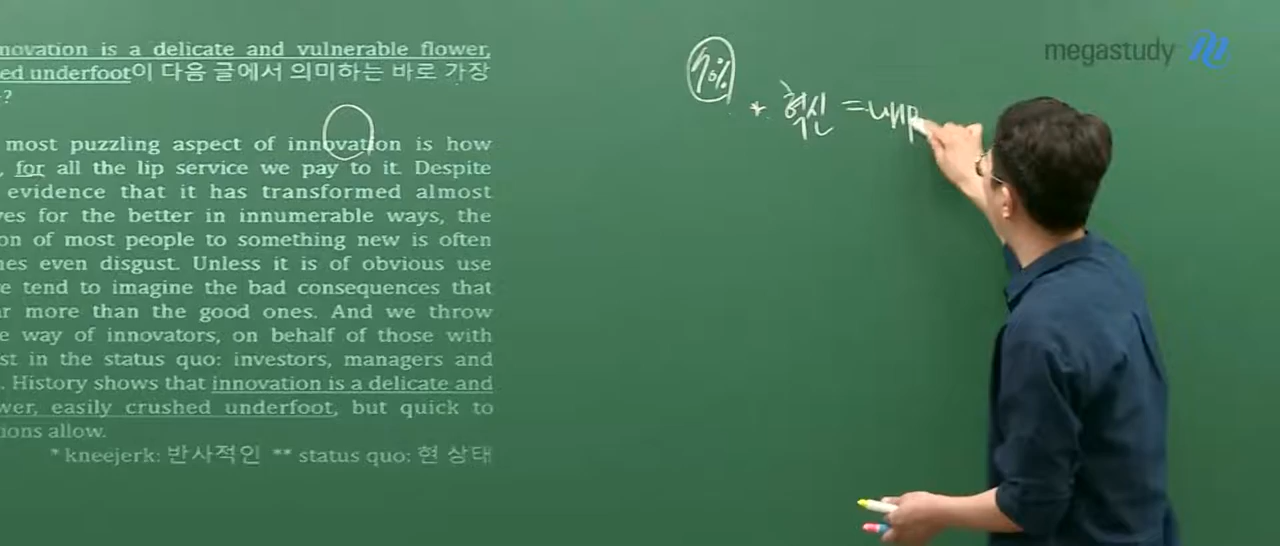 novation is a delicate and vulnerable flower,
ed underfoot이 다음 글에서 의미하는 바로 가장
?
most puzzling aspect of innovation is how
, for all the lip service we pay to it. Despite
evidence that it has transformed almost
ves for the better in innumerable ways, the
on of most people to something new is often
nes even disgust. Unless it is of obvious use
e tend to imagine the bad consequences that
r more than the good ones. And we throw
e way of innovators, on behalf of those with
st in the status quo: investors, managers and
. History shows that innovation is a delicate and
wer, easily crushed underfoot, but quick to
ions allow.
* kneejerk: 반사적인 ** status quo: 현 상태
* 혁신 =
megastudy